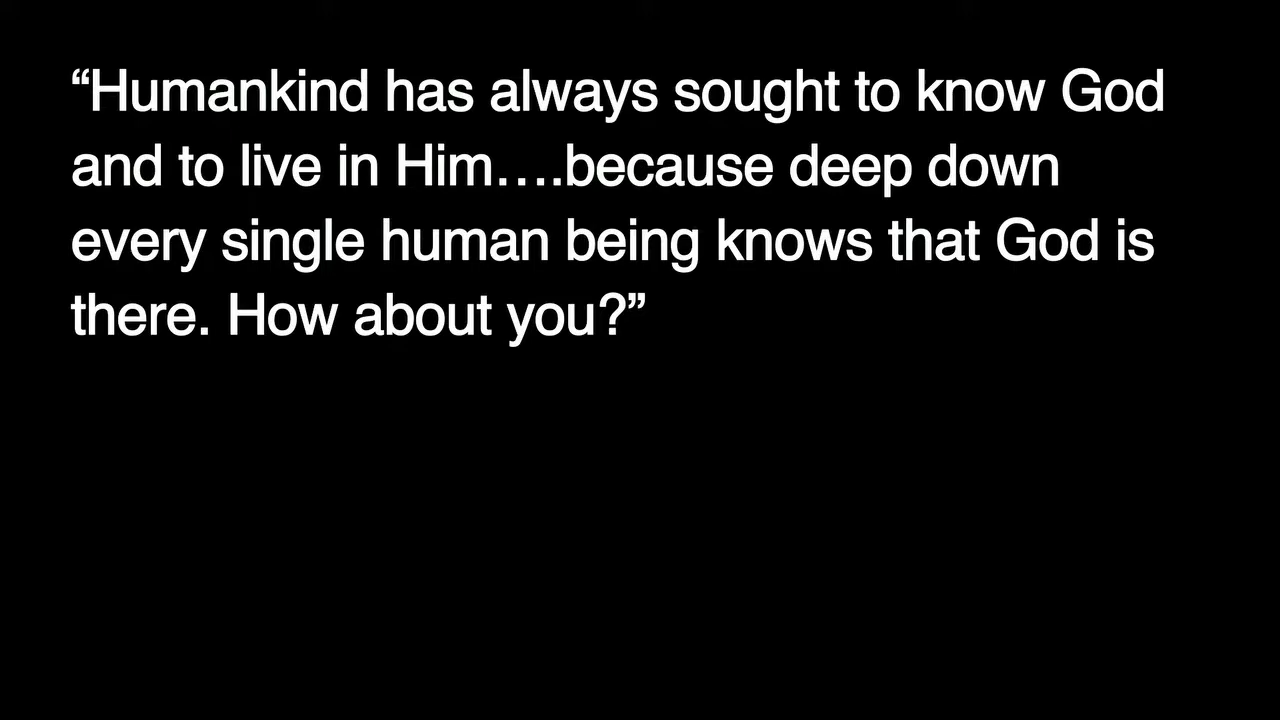 “Humankind has always sought to know God
and to live in Him….because deep down
every single human being knows that God is
there. How about you?”